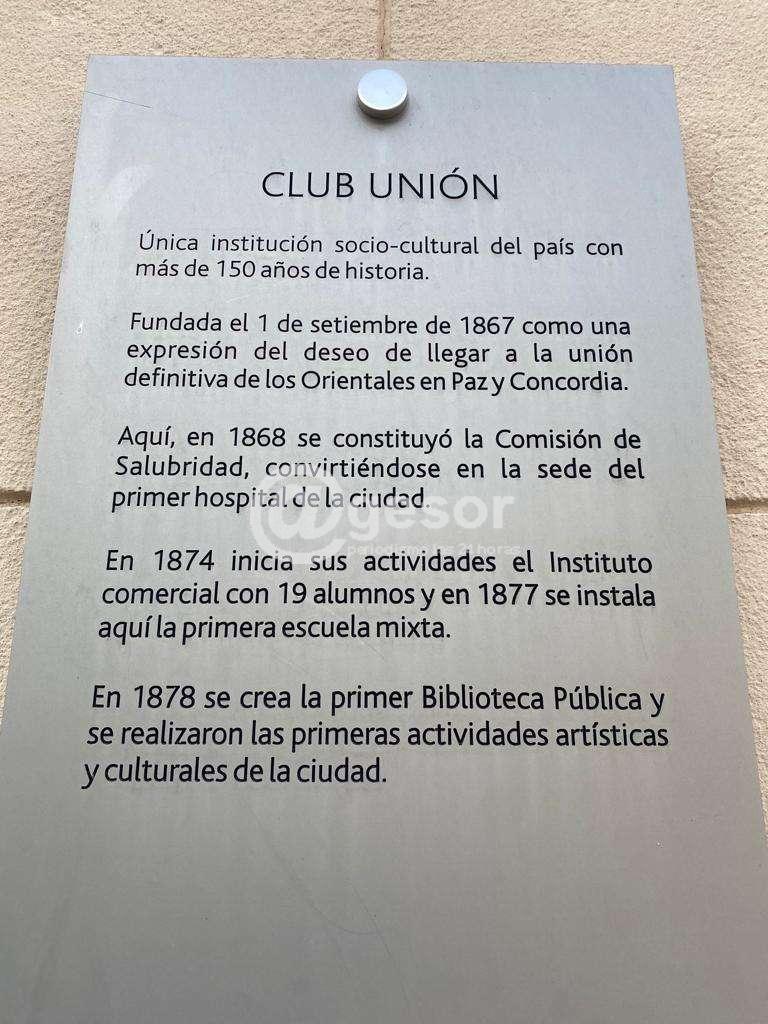 CLUB UNIÓN
Única institución socio-cultural del país con
más de 150 años de historia.
Fundada el 1 de setiembre de 1867 como una
expresión del deseo de llegar a la unión
definitiva de los Orientales en Paz y Concordia.
Aquí, en 1868 se constituyó la Comisión de
Salubridad, convirtiéndose en la sede del
primer hospital de la ciudad.
@gesor
En 1874 inicia sus actividades el Instituto
comercial con 19 alumnos y en 1877 se instala
aquí la primera escuela mixta.
En 1878 se crea la primer Biblioteca Pública y
se realizaron las primeras actividades artísticas
y culturales de la ciudad.